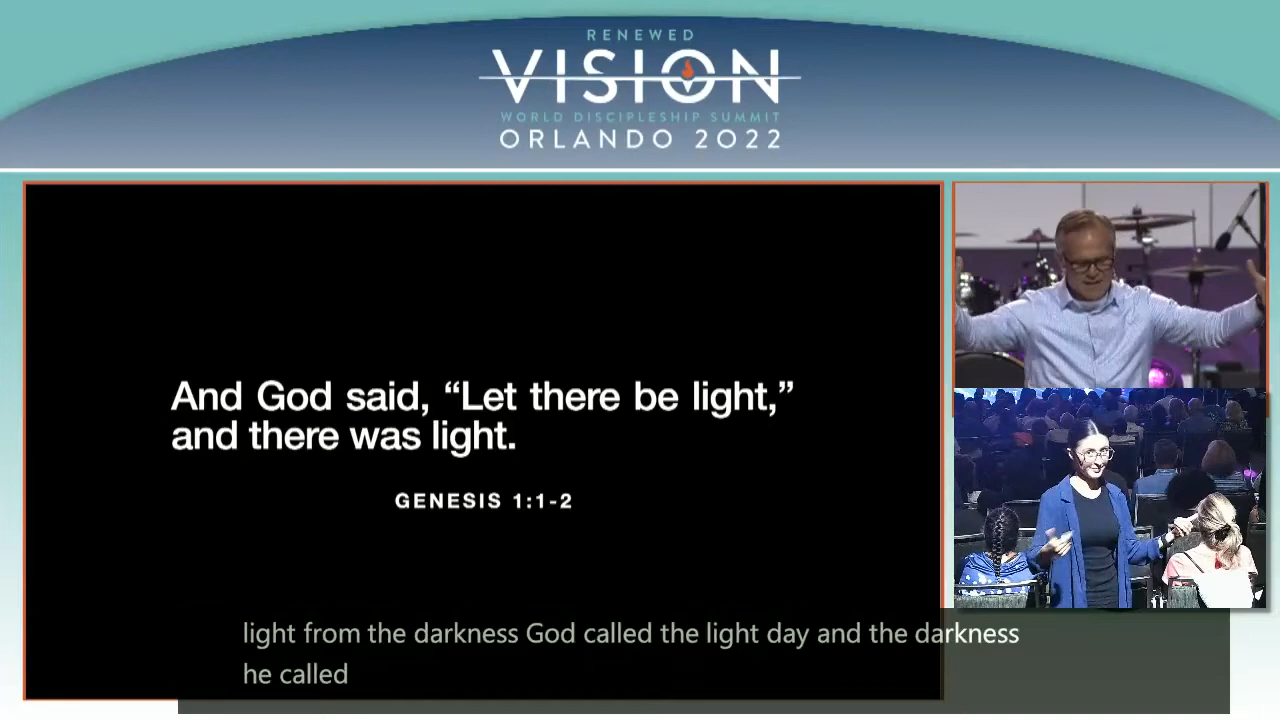 RENEWED
VISION
WORLD DISCIPLESHIP SUMMIT
ORLANDO 2022
And God said, “Let there be light,”
and there was light.
GENESIS 1:1-2
light from the darkness God called the light day and the darkness
he called